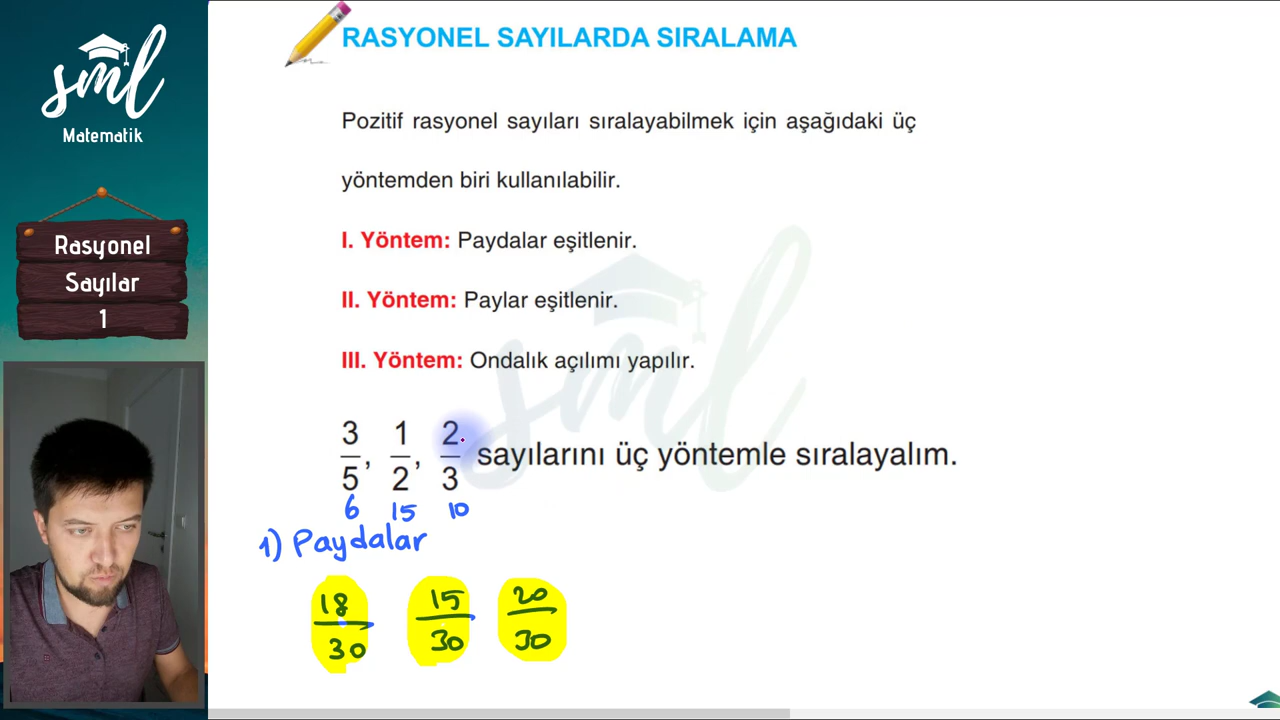 sml
Matematik
Rasyonel
Sayılar
1
RASYONEL SAYILARDA SIRALAMA
Pozitif rasyonel sayıları sıralayabilmek için aşağıdaki üç
yöntemden biri kullanılabilir.
I. Yöntem: Paydalar eşitlenir.
II. Yöntem: Paylar eşitlenir.
III. Yöntem: Ondalık açılımı yapılır.
3/5, 1/2, 2/3 sayılarını üç yöntemle sıralayalım.
6 15 10
1) Paydalar
18/30 15/30 20/30
sml